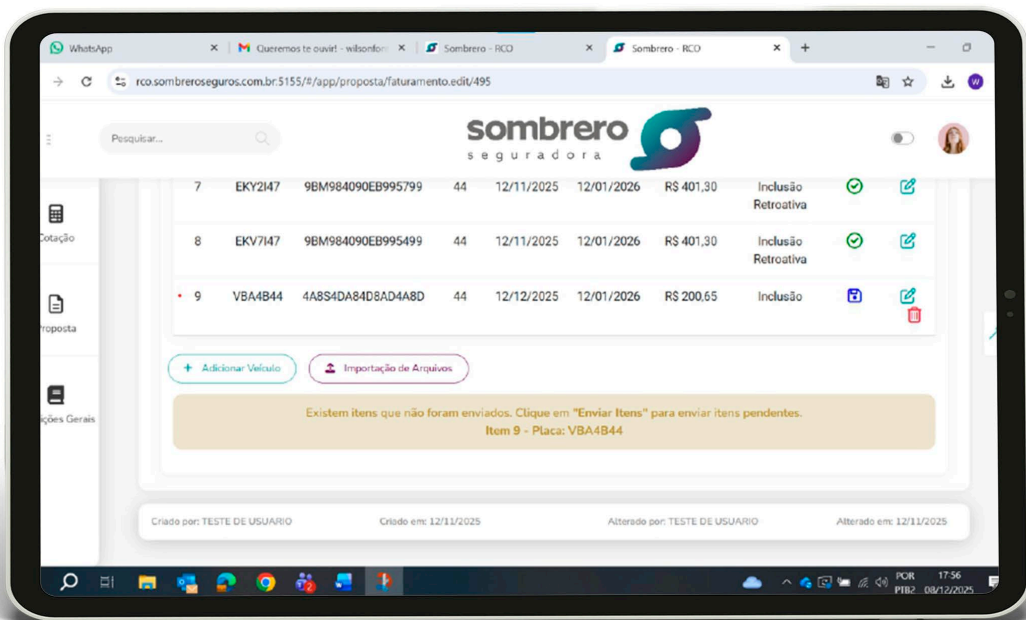 WhatsApp
Queremos te ouvir! - wilsonfor
Sombrero - RCO
Sombrero - RCO
rco.sombreroseguros.com.br:5155/#/app/proposta/faturamento.edit/495
W
Pesquisar...
sombrero
seguradora
7 EKY2I47 9BM984090EB995799 44 12/11/2025 12/01/2026 R$ 401,30 Inclusão
Retroativa
8 EKV7I47 9BM984090EB995499 44 12/11/2025 12/01/2026 R$ 401,30 Inclusão
Retroativa
9 VBA4B44 4A8S4DA84D8AD4A8D 44 12/12/2025 12/01/2026 R$ 200,65 Inclusão
Cotação
Proposta
ições Gerais
+ Adicionar Veículo
Importação de Arquivos
Existem itens que não foram enviados. Clique em "Enviar Itens" para enviar itens pendentes.
Item 9 - Placa: VBA4B44
Criado por: TESTE DE USUARIO
Criado em: 12/11/2025
Alterado por: TESTE DE USUARIO
Alterado em: 12/11/2025
2
POR 17:56
PTB2 08/12/2025